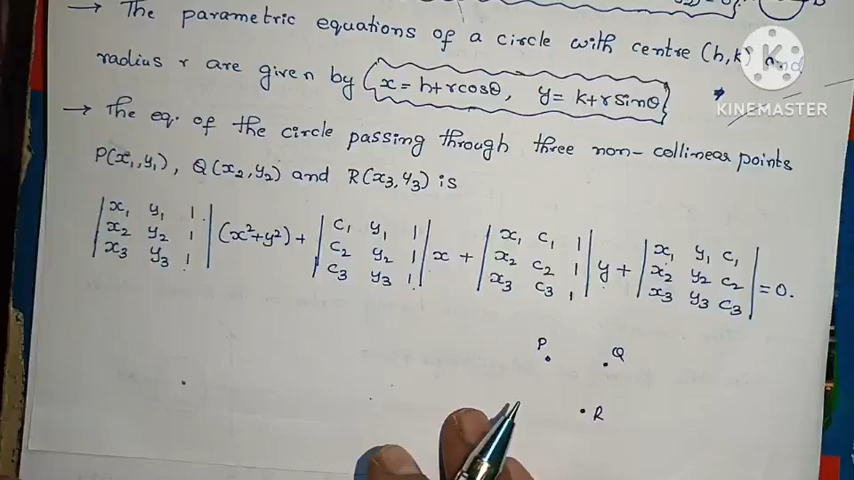 → The parametric equations of a circle with centre (h,k) and
radius r are given by x = h+rcosθ, y = k+rsinθ
KINEMASTER
→ The eq. of the circle passing through three non-collinear points
P(x₁,y₁), Q(x₂,y₂) and R(x₃,y₃) is
|x₁ y₁ 1; x₂ y₂ 1; x₃ y₃ 1| (x²+y²) + |c₁ y₁ 1; c₂ y₂ 1; c₃ y₃ 1| x + |x₁ c₁ 1; x₂ c₂ 1; x₃ c₃ 1| y + |x₁ y₁ c₁; x₂ y₂ c₂; x₃ y₃ c₃| = 0.
P Q
R